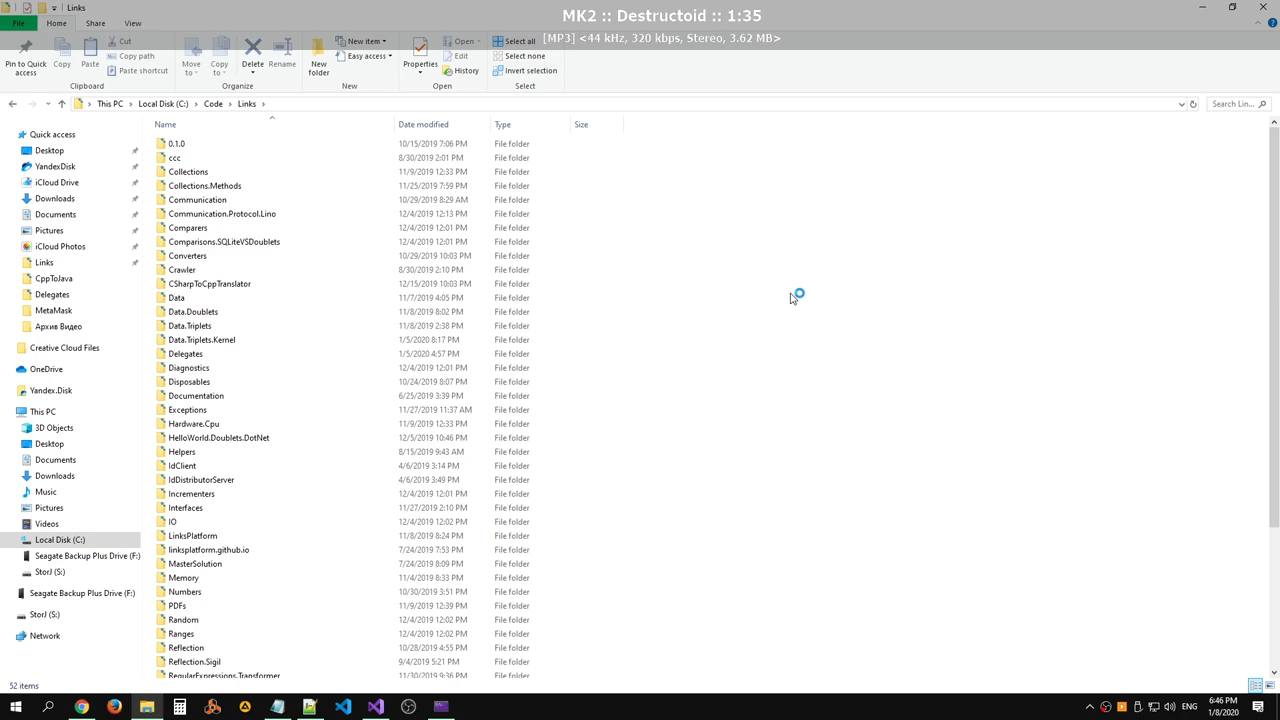 Links
MK2 :: Destructoid :: 1:35
File
Home
Share
View
[MP3] <44 kHz, 320 kbps, Stereo, 3.62 MB>
Pin to Quick access
Copy
Paste
Cut
Copy path
Paste shortcut
Clipboard
Move to
Copy to
Delete
Rename
Organize
New folder
New item
Easy access
New
Properties
Open
Edit
History
Open
Select all
Select none
Invert selection
Select
This PC > Local Disk (C:) > Code > Links
Search Lin...
Name Date modified Type Size
Quick access
Desktop
YandexDisk
iCloud Drive
Downloads
Documents
Pictures
iCloud Photos
Links
CppToJava
Delegates
MetaMask
Архив Видео
Creative Cloud Files
OneDrive
Yandex.Disk
This PC
3D Objects
Desktop
Documents
Downloads
Music
Pictures
Videos
Local Disk (C:)
Seagate Backup Plus Drive (F:)
StorJ (S:)
Seagate Backup Plus Drive (F:)
StorJ (S:)
Network
0.1.0 10/15/2019 7:06 PM File folder
ccc 8/30/2019 2:01 PM File folder
Collections 11/9/2019 12:33 PM File folder
Collections.Methods 11/25/2019 7:59 PM File folder
Communication 10/29/2019 8:29 AM File folder
Communication.Protocol.Lino 12/4/2019 12:13 PM File folder
Comparers 12/4/2019 12:01 PM File folder
Comparisons.SQLiteVSDoublets 12/4/2019 12:01 PM File folder
Converters 10/29/2019 10:03 PM File folder
Crawler 8/30/2019 2:10 PM File folder
CSharpToCppTranslator 12/15/2019 10:03 PM File folder
Data 11/7/2019 4:05 PM File folder
Data.Doublets 11/8/2019 8:02 PM File folder
Data.Triplets 11/8/2019 2:38 PM File folder
Data.Triplets.Kernel 1/5/2020 8:17 PM File folder
Delegates 1/5/2020 4:57 PM File folder
Diagnostics 12/4/2019 12:01 PM File folder
Disposables 10/24/2019 8:07 PM File folder
Documentation 6/25/2019 3:39 PM File folder
Exceptions 11/27/2019 11:37 AM File folder
Hardware.Cpu 11/9/2019 12:33 PM File folder
HelloWorld.Doublets.DotNet 12/5/2019 10:46 PM File folder
Helpers 8/15/2019 9:43 AM File folder
IdClient 4/6/2019 3:14 PM File folder
IdDistributorServer 4/6/2019 3:49 PM File folder
Incrementers 12/4/2019 12:01 PM File folder
Interfaces 11/27/2019 2:10 PM File folder
IO 12/4/2019 12:02 PM File folder
LinksPlatform 11/8/2019 8:24 PM File folder
linksplatform.github.io 7/24/2019 7:53 PM File folder
MasterSolution 7/24/2019 8:09 PM File folder
Memory 11/4/2019 8:33 PM File folder
Numbers 10/30/2019 3:51 PM File folder
PDFs 11/9/2019 12:39 PM File folder
Random 12/4/2019 12:02 PM File folder
Ranges 12/4/2019 12:02 PM File folder
Reflection 10/28/2019 4:55 PM File folder
Reflection.Sigil 9/4/2019 5:21 PM File folder
RegularExpressions.Transformer 11/30/2019 9:36 PM File folder
52 items
ENG
6:46 PM
1/8/2020